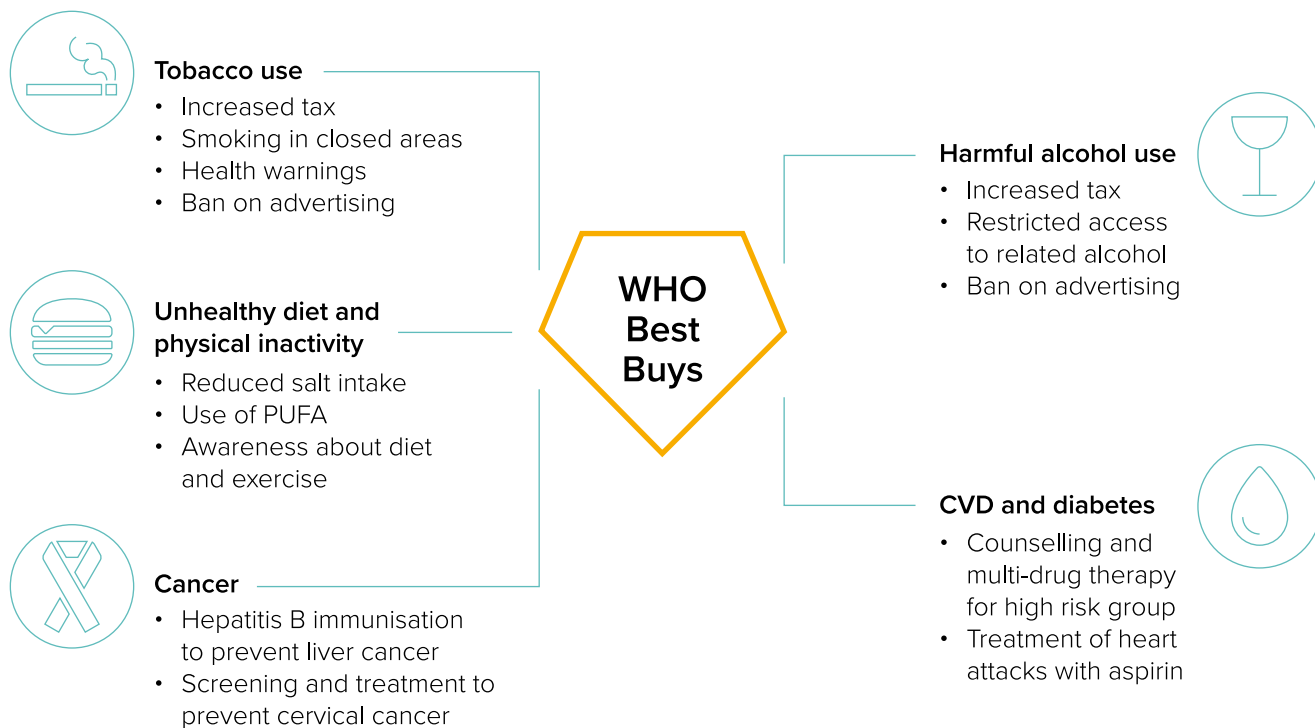 Tobacco use
• Increased tax
• Smoking in closed areas
• Health warnings
• Ban on advertising
Unhealthy diet and
physical inactivity
• Reduced salt intake
• Use of PUFA
• Awareness about diet
and exercise
Cancer
• Hepatitis B immunisation
to prevent liver cancer
• Screening and treatment to
prevent cervical cancer
WHO
Best
Buys
Harmful alcohol use
• Increased tax
• Restricted access
to related alcohol
• Ban on advertising
CVD and diabetes
• Counselling and
multi-drug therapy
for high risk group
• Treatment of heart
attacks with aspirin